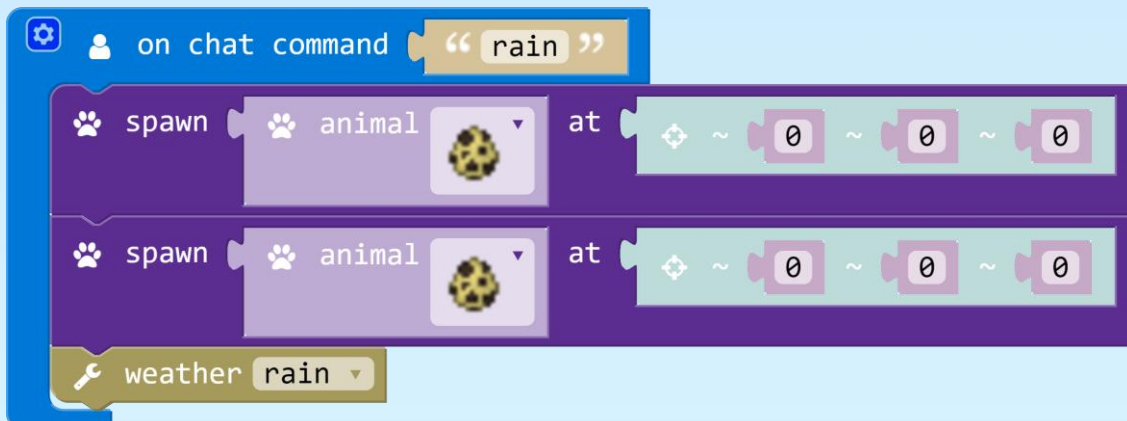 on chat command “ rain ”
spawn animal at ~ 0 ~ 0 ~ 0
spawn animal at ~ 0 ~ 0 ~ 0
weather rain